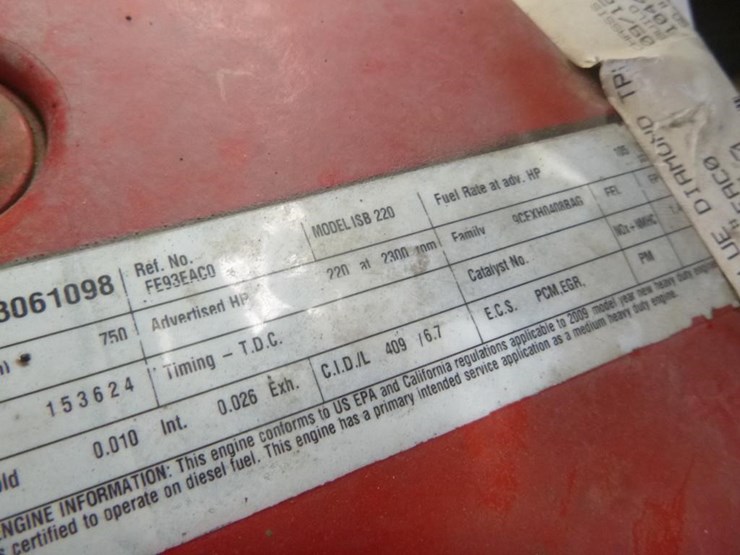 3061098
Ref. No.
FE93EAC0
MODEL ISB 220
Fuel Rate at adv. HP
750
Advertised HP
220 at 2300 rpm
Family
9CEXH0408BAG
FEL
Timing - T.D.C.
Catalyst No.
NOx + NMHC
PM
153624
C.I.D./L 409 /6.7
E.C.S. PCM.EGR,
0.010 Int. 0.026 Exh.
ENGINE INFORMATION: This engine conforms to US EPA and California regulations applicable to 2009 model year new heavy duty
certified to operate on diesel fuel. This engine has a primary intended service application as a medium heavy duty engine.
09/12
UE DIAMOND